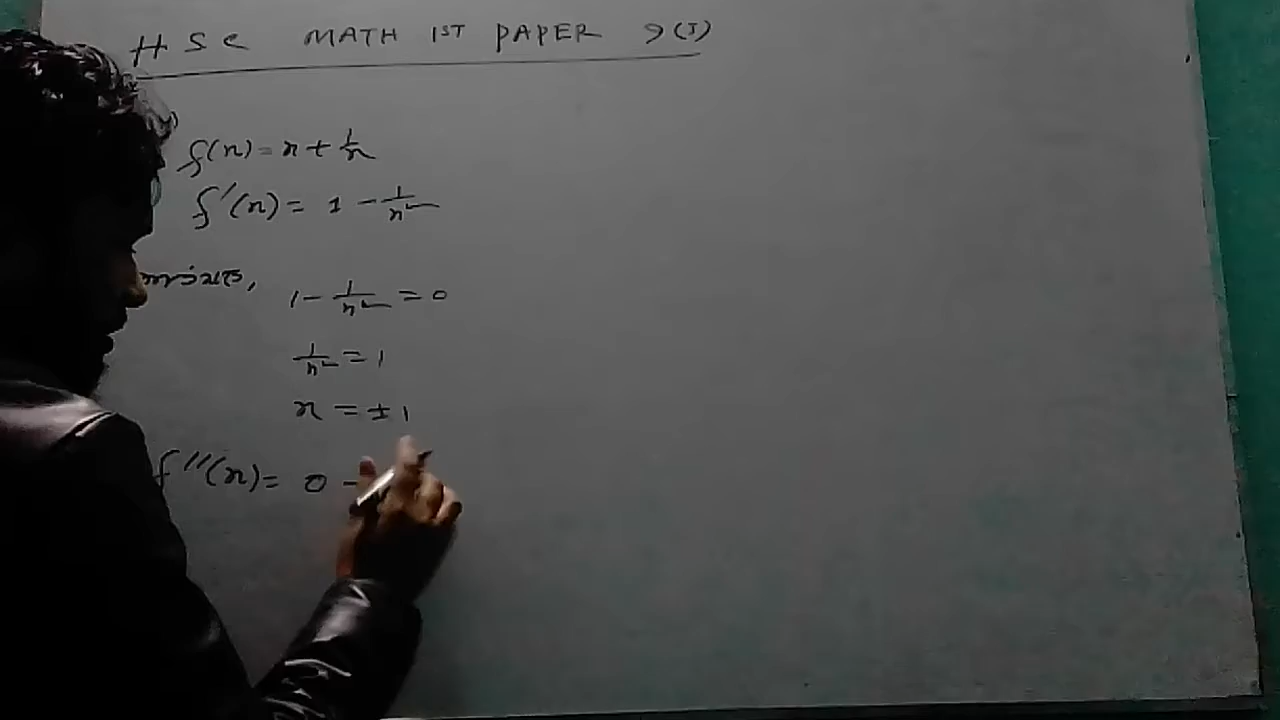 HSC MATH 1ST PAPER 9(J)
f(x) = x + 1/x
f'(x) = 1 - 1/x²
1 - 1/x² = 0
1/x² = 1
x = ±1
f''(x) = 0 -